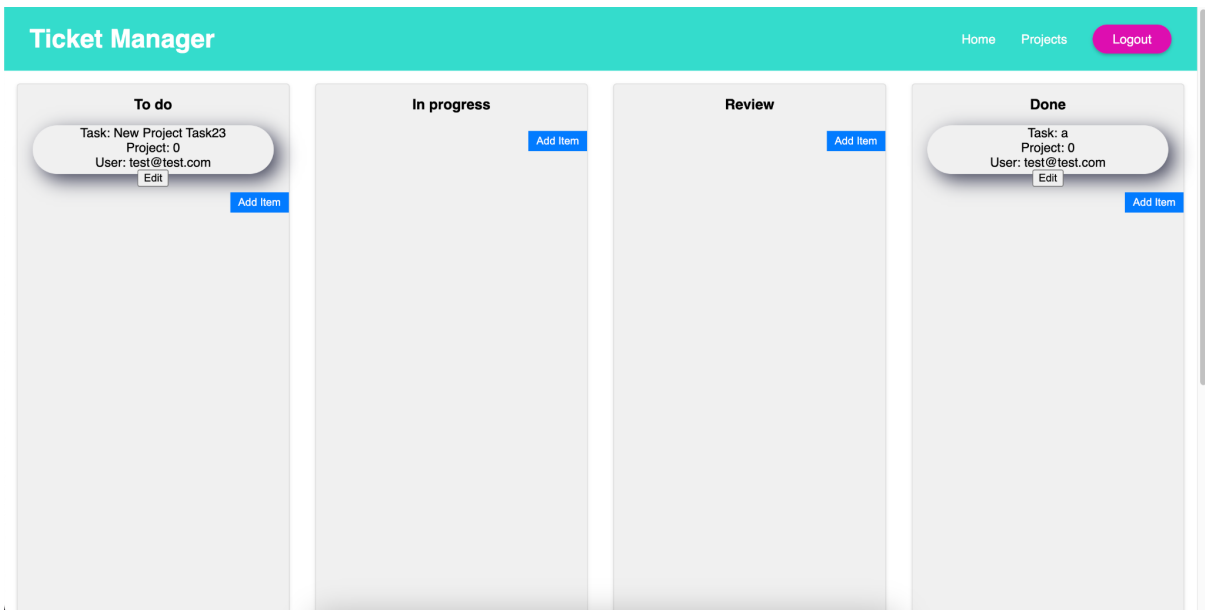 Ticket Manager
Home
Projects
Logout
To do
Task: New Project Task23
Project: 0
User: test@test.com
Edit
Add Item
In progress
Add Item
Review
Add Item
Done
Task: a
Project: 0
User: test@test.com
Edit
Add Item